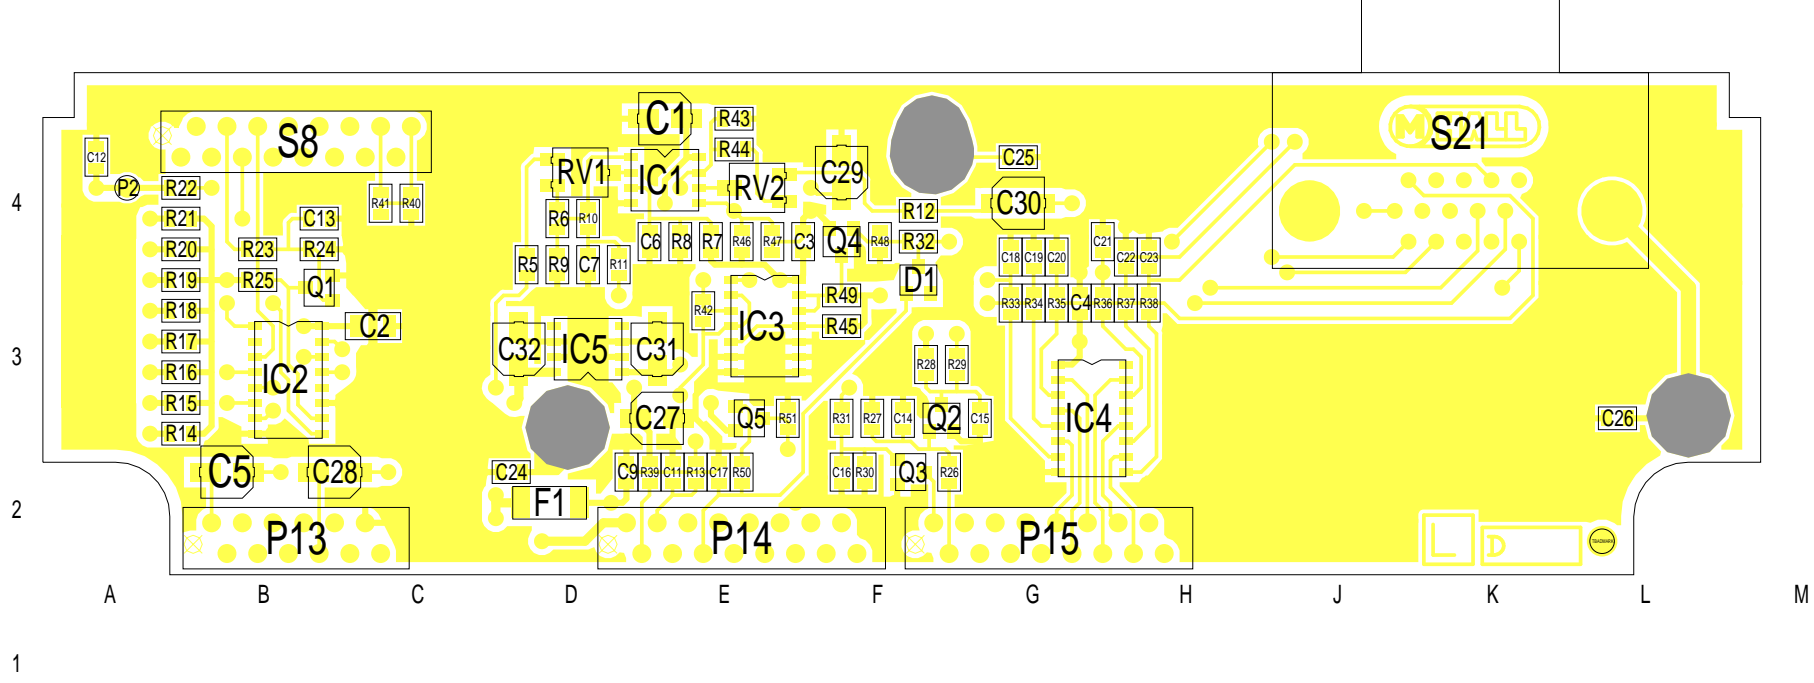 C1 R43
S8
R44
C12 RV1 IC1 RV2 C29 C25
S21
P2 R22 R41 R40 C30
4
R21 C13 R6 R10 R12
R20 R23 R24 C6 R8 R7 R46 R47 C3 Q4 R48 R32 C21
R5 R9 C7 R11 C18 C19 C20 C22 C23
R19 R25 Q1 D1
R18 R42 R49 R33 R34 R35 C4 R36 R37 R38
C2 IC3 R45
R17 C32 IC5 C31
3
R16 IC2 R28 R29
R15
C27 Q5 R51 R31 R27 C14 Q2 C15 IC4 C26
R14
C5 C28 C24 C9 R39 C11 R13 C17 R50 C16 R30 Q3 R26
F1
2
P13 P14 P15 L D
A B C D E F G H J K L M
1